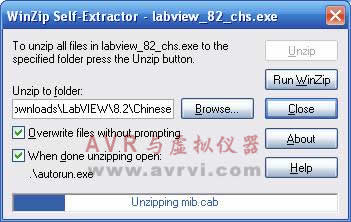 WinZip Self-Extractor - labview_82_chs.exe
To unzip all files in labview_82_chs.exe to the
specified folder press the Unzip button.
Unzip
Run WinZip
Unzip to folder:
ownloads\LabVIEW\8.2\Chinese
Browse...
Close
Overwrite files without prompting
About
AVR与虚拟仪器
When done unzipping open:
www.avrvi.com
.\autorun.exe
Help
Unzipping mib.cab